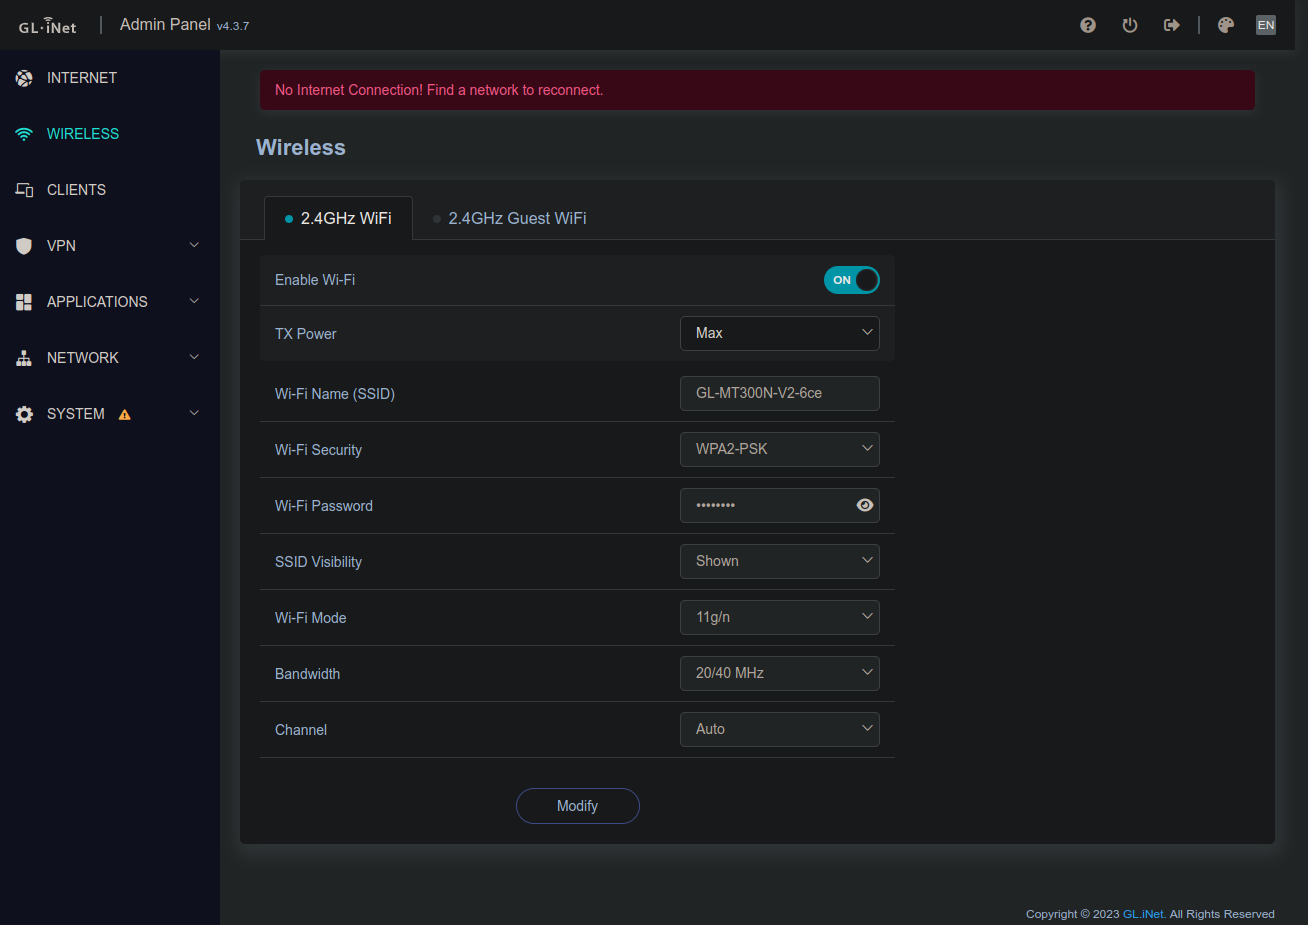 GL·iNet | Admin Panel v4.3.7 EN
INTERNET
WIRELESS
CLIENTS
VPN
APPLICATIONS
NETWORK
SYSTEM
No Internet Connection! Find a network to reconnect.
Wireless
2.4GHz WiFi 2.4GHz Guest WiFi
Enable Wi-Fi ON
TX Power Max
Wi-Fi Name (SSID) GL-MT300N-V2-6ce
Wi-Fi Security WPA2-PSK
Wi-Fi Password ••••••••
SSID Visibility Shown
Wi-Fi Mode 11g/n
Bandwidth 20/40 MHz
Channel Auto
Modify
Copyright © 2023 GL.iNet. All Rights Reserved